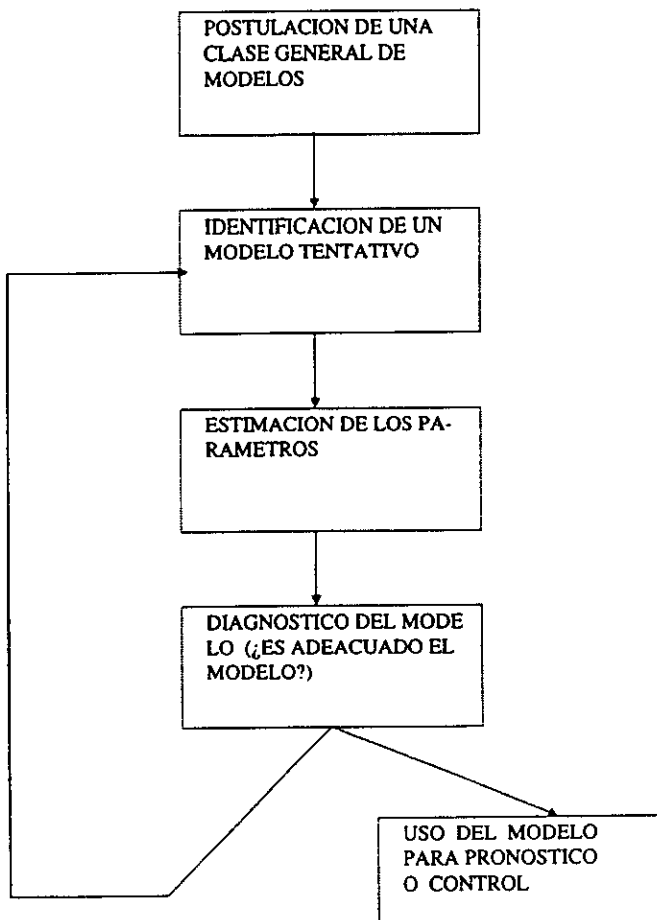 POSTULACION DE UNA
CLASE GENERAL DE
MODELOS
IDENTIFICACION DE UN
MODELO TENTATIVO
ESTIMACION DE LOS PA-
RAMETROS
DIAGNOSTICO DEL MODE
LO (¿ES ADEACUADO EL
MODELO?)
USO DEL MODELO
PARA PRONOSTICO
O CONTROL